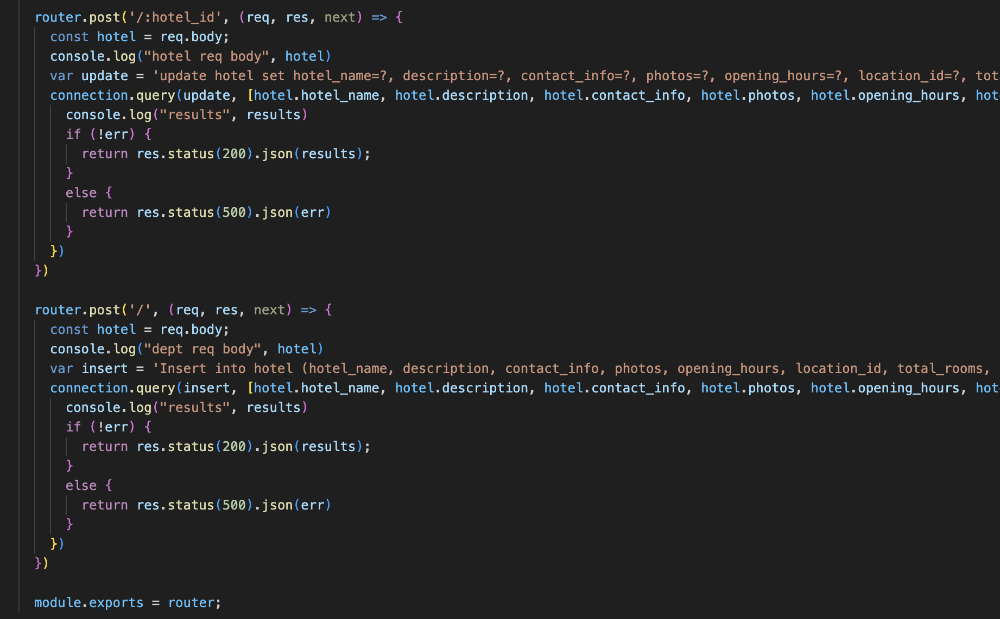 router.post('/:hotel_id', (req, res, next) => {
const hotel = req.body;
console.log("hotel req body", hotel)
var update = 'update hotel set hotel_name=?, description=?, contact_info=?, photos=?, opening_hours=?, location_id=?, tot
connection.query(update, [hotel.hotel_name, hotel.description, hotel.contact_info, hotel.photos, hotel.opening_hours, hot
console.log("results", results)
if (!err) {
return res.status(200).json(results);
}
else {
return res.status(500).json(err)
}
})
})
router.post('/', (req, res, next) => {
const hotel = req.body;
console.log("dept req body", hotel)
var insert = 'Insert into hotel (hotel_name, description, contact_info, photos, opening_hours, location_id, total_rooms,
connection.query(insert, [hotel.hotel_name, hotel.description, hotel.contact_info, hotel.photos, hotel.opening_hours, hot
console.log("results", results)
if (!err) {
return res.status(200).json(results);
}
else {
return res.status(500).json(err)
}
})
})
module.exports = router;